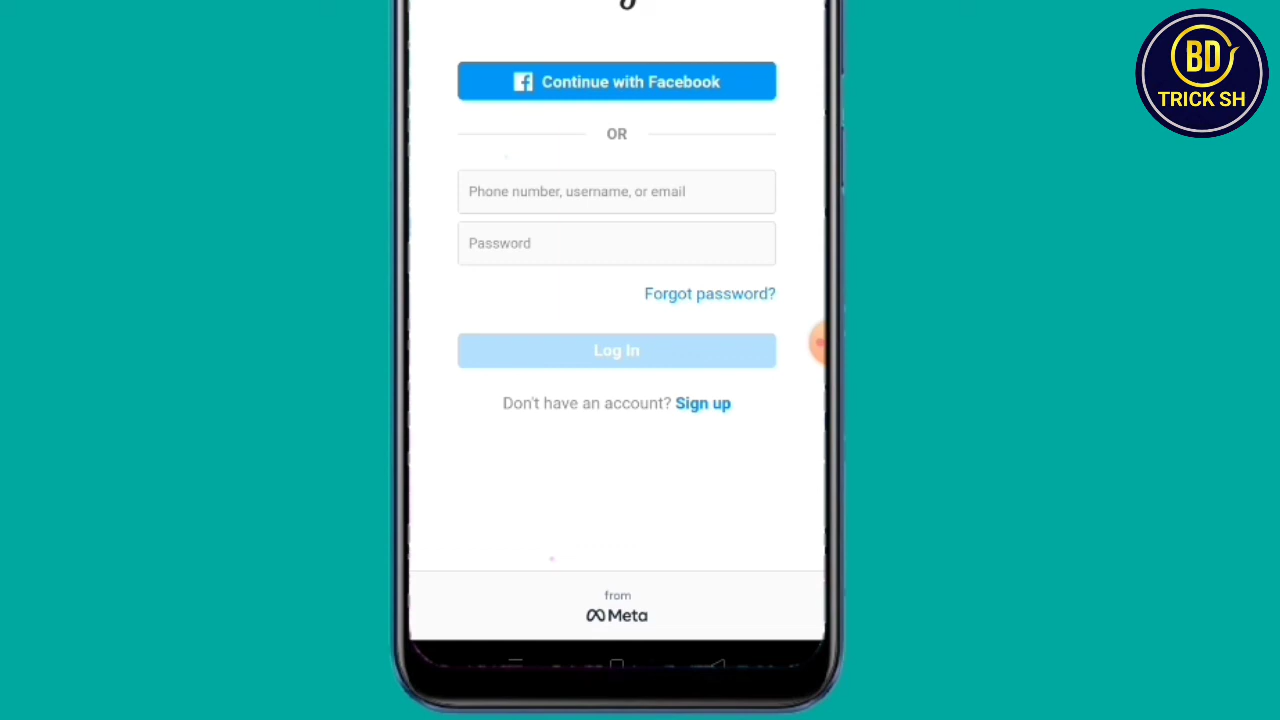 Continue with Facebook
OR
Phone number, username, or email
Password
Forgot password?
Log In
Don't have an account? Sign up
from
Meta
BD
TRICK SH